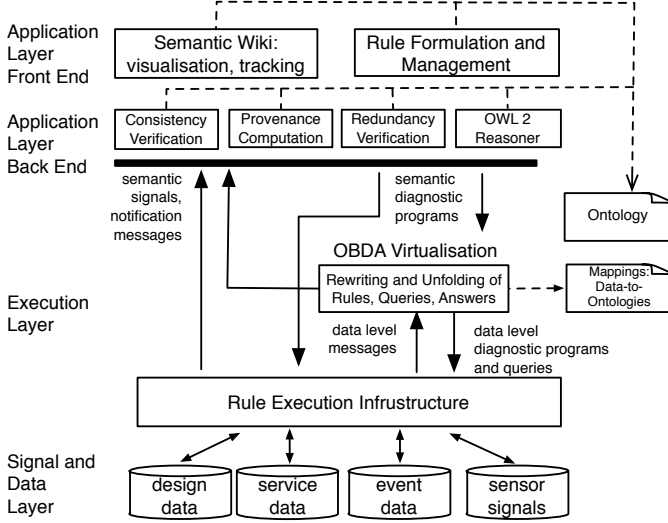 Application
Layer
Front End
Semantic Wiki:
visualisation, tracking
Rule Formulation and
Management
Application
Layer
Back End
Consistency
Verification
Provenance
Computation
Redundancy
Verification
OWL 2
Reasoner
semantic
signals,
notification
messages
semantic
diagnostic
programs
Ontology
OBDA Virtualisation
Rewriting and Unfolding of
Rules, Queries, Answers
Mappings:
Data-to-
Ontologies
Execution
Layer
data level
messages
data level
diagnostic programs
and queries
Rule Execution Infrustructure
Signal and
Data
Layer
design
data
service
data
event
data
sensor
signals